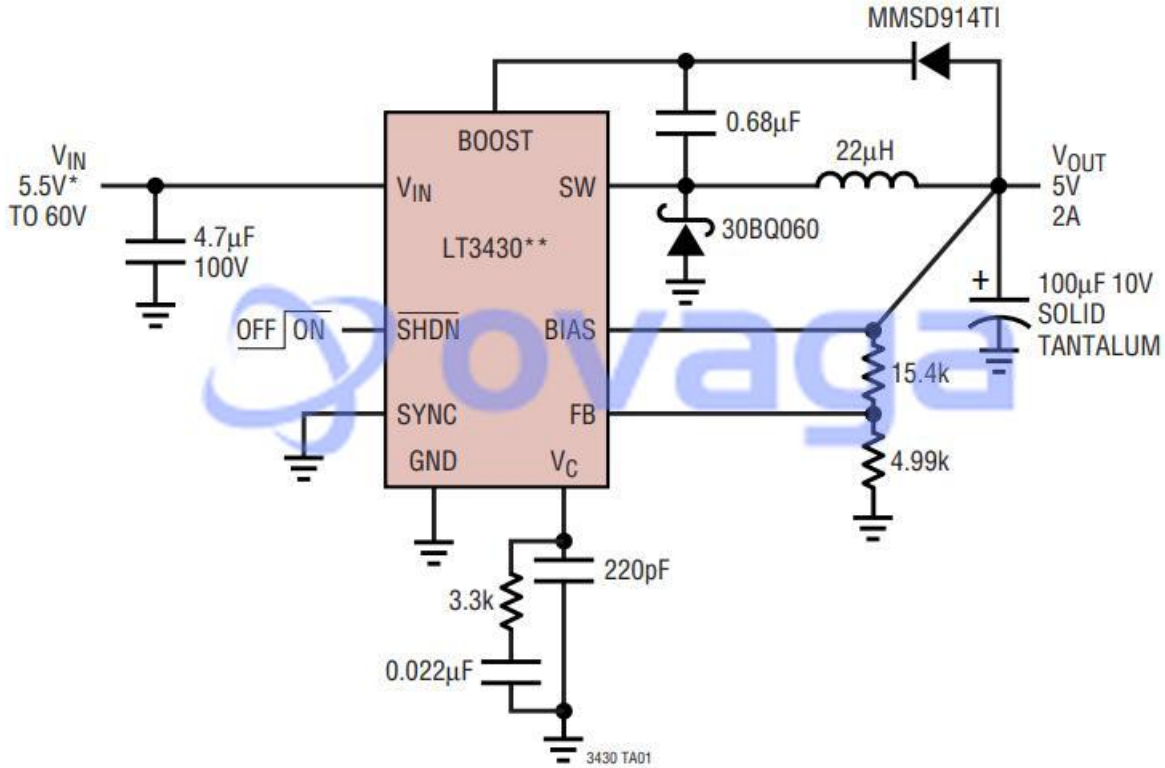 MMSD914TI
BOOST
0.68µF
22µH
V_IN
5.5V*
TO 60V
V_IN
SW
V_OUT
5V
2A
4.7µF
100V
LT3430**
30BQ060
100µF 10V
SOLID
TANTALUM
+
OFF ON
SHDN
BIAS
15.4k
ovaga
SYNC
FB
4.99k
GND
V_C
220pF
3.3k
0.022µF
3430 TA01